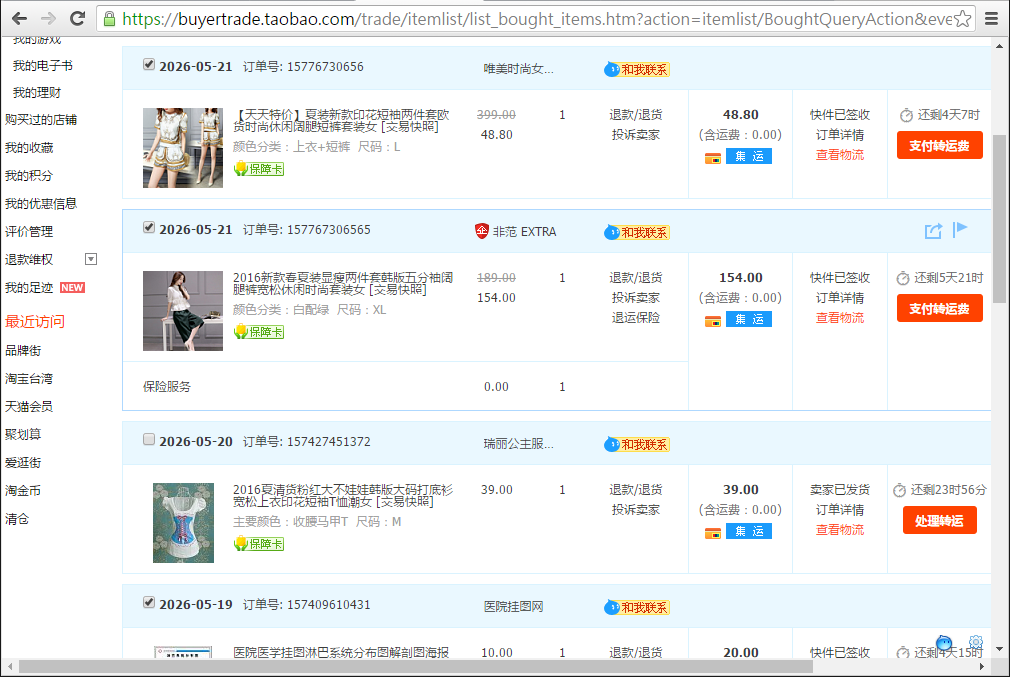 https://buyertrade.taobao.com/trade/itemlist/list_bought_items.htm?action=itemlist/BoughtQueryAction&eve
我的游戏
我的电子书
我的理财
购买过的店铺
我的收藏
我的积分
我的优惠信息
评价管理
退款维权
我的足迹 NEW
最近访问
品牌街
淘宝台湾
天猫会员
聚划算
爱逛街
淘金币
清仓
2026-05-21 订单号: 15776730656 唯美时尚女... 和我联系
【天天特价】夏装新款印花短袖两件套欧
货时尚休闲阔腿短裤套装女 [交易快照]
颜色分类：上衣+短裤 尺码：L
保障卡
399.00
48.80
1
退款/退货
投诉卖家
48.80
(含运费：0.00)
集 运
快件已签收
订单详情
查看物流
还剩4天7时
支付转运费
2026-05-21 订单号: 157767306565 企 非范 EXTRA 和我联系
2016新款春夏装显瘦两件套韩版五分袖阔
腿裤宽松休闲时尚套装女 [交易快照]
颜色分类：白配绿 尺码：XL
保障卡
189.00
154.00
1
退款/退货
投诉卖家
退运保险
154.00
(含运费：0.00)
集 运
快件已签收
订单详情
查看物流
还剩5天21时
支付转运费
保险服务 0.00 1
2026-05-20 订单号: 157427451372 瑞丽公主服... 和我联系
2016夏清货粉红大不娃娃韩版大码打底衫
宽松上衣印花短袖T恤潮女 [交易快照]
主要颜色：收腰马甲T 尺码：M
保障卡
39.00
1
退款/退货
投诉卖家
39.00
(含运费：0.00)
集 运
卖家已发货
订单详情
查看物流
还剩23时56分
处理转运
2026-05-19 订单号: 157409610431 医院挂图网 和我联系
医院医学挂图淋巴系统分布图解剖图海报
10.00
1
退款/退货
20.00
快件已签收
还剩4天15时